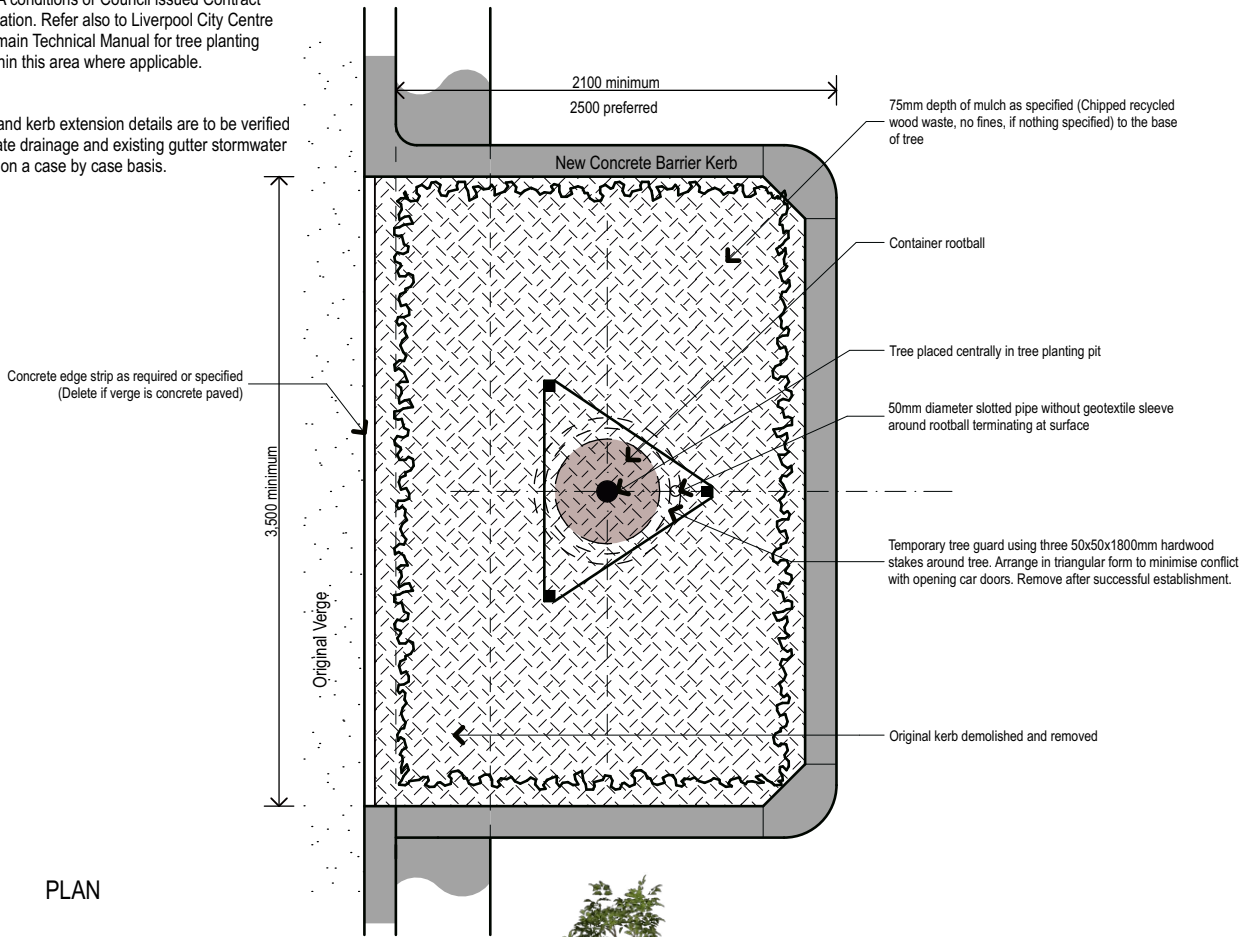 A conditions of Council issued Contract
ation. Refer also to Liverpool City Centre
main Technical Manual for tree planting
hin this area where applicable.
and kerb extension details are to be verified
ate drainage and existing gutter stormwater
on a case by case basis.
2100 minimum
2500 preferred
75mm depth of mulch as specified (Chipped recycled
wood waste, no fines, if nothing specified) to the base
of tree
New Concrete Barrier Kerb
Container rootball
Tree placed centrally in tree planting pit
Concrete edge strip as required or specified
(Delete if verge is concrete paved)
50mm diameter slotted pipe without geotextile sleeve
around rootball terminating at surface
3,500 minimum
Temporary tree guard using three 50x50x1800mm hardwood
stakes around tree. Arrange in triangular form to minimise conflict
with opening car doors. Remove after successful establishment.
Original Verge
Original kerb demolished and removed
PLAN